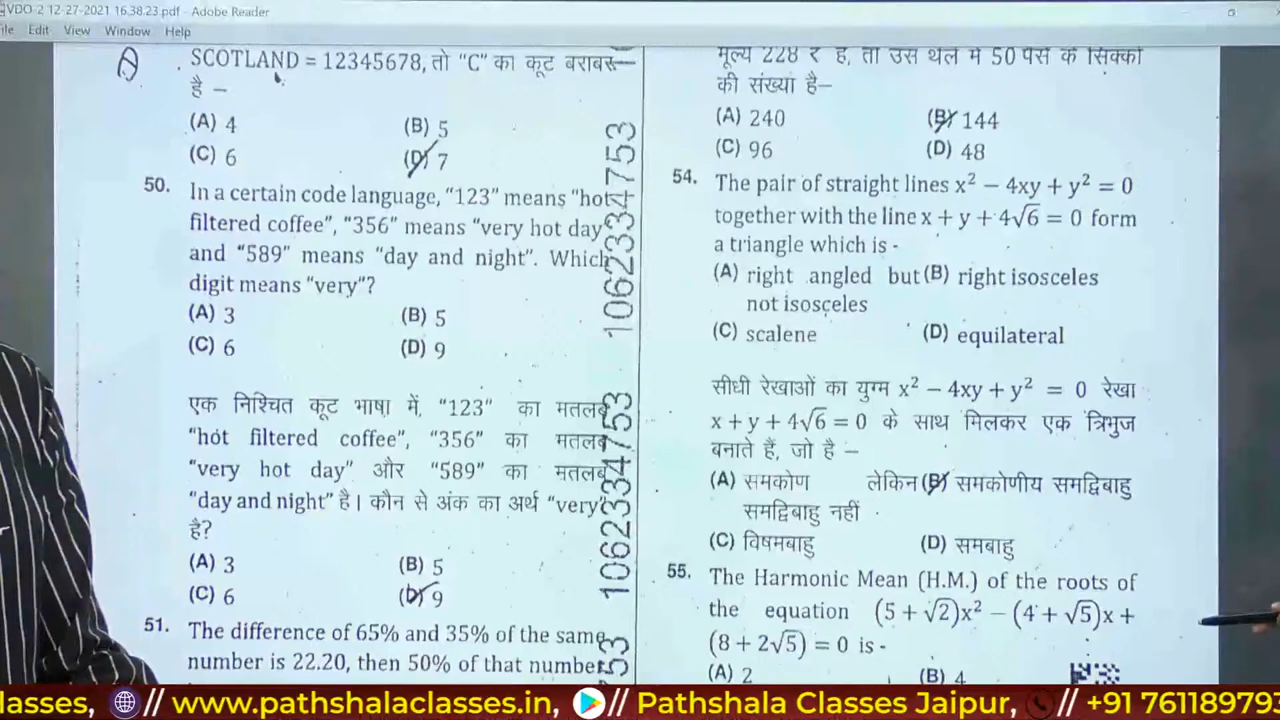 VDO-2 12-27-2021 16.38.23.pdf - Adobe Reader
File Edit View Window Help
SCOTLAND = 12345678, तो "C" का कूट बराबर
है –
(A) 4 (B) 5
(C) 6 (D) 7
50. In a certain code language, "123" means "hot
filtered coffee", "356" means "very hot day"
and "589" means "day and night". Which
digit means "very"?
(A) 3 (B) 5
(C) 6 (D) 9
एक निश्चित कूट भाषा में, "123" का मतलब
"hot filtered coffee", "356" का मतलब
"very hot day" और "589" का मतलब
"day and night" है। कौन से अंक का अर्थ "very"
है?
(A) 3 (B) 5
(C) 6 (D) 9
51. The difference of 65% and 35% of the same
number is 22.20, then 50% of that number
1062334753
1062334753
753
मूल्य 228 ₹ है, तो उस थैले में 50 पैसे के सिक्कों
की संख्या है–
(A) 240 (B) 144
(C) 96 (D) 48
54. The pair of straight lines x² − 4xy + y² = 0
together with the line x + y + 4√6 = 0 form
a triangle which is -
(A) right angled but (B) right isosceles
not isosceles
(C) scalene (D) equilateral
सीधी रेखाओं का युग्म x² − 4xy + y² = 0 रेखा
x + y + 4√6 = 0 के साथ मिलकर एक त्रिभुज
बनाते हैं, जो है –
(A) समकोण लेकिन (B) समकोणीय समद्विबाहु
समद्विबाहु नहीं
(C) विषमबाहु (D) समबाहु
55. The Harmonic Mean (H.M.) of the roots of
the equation (5 + √2)x² − (4 + √5)x +
(8 + 2√5) = 0 is -
(A) 2 (B) 4
lasses, // www.pathshalaclasses.in, // Pathshala Classes Jaipur, // +91 761189793